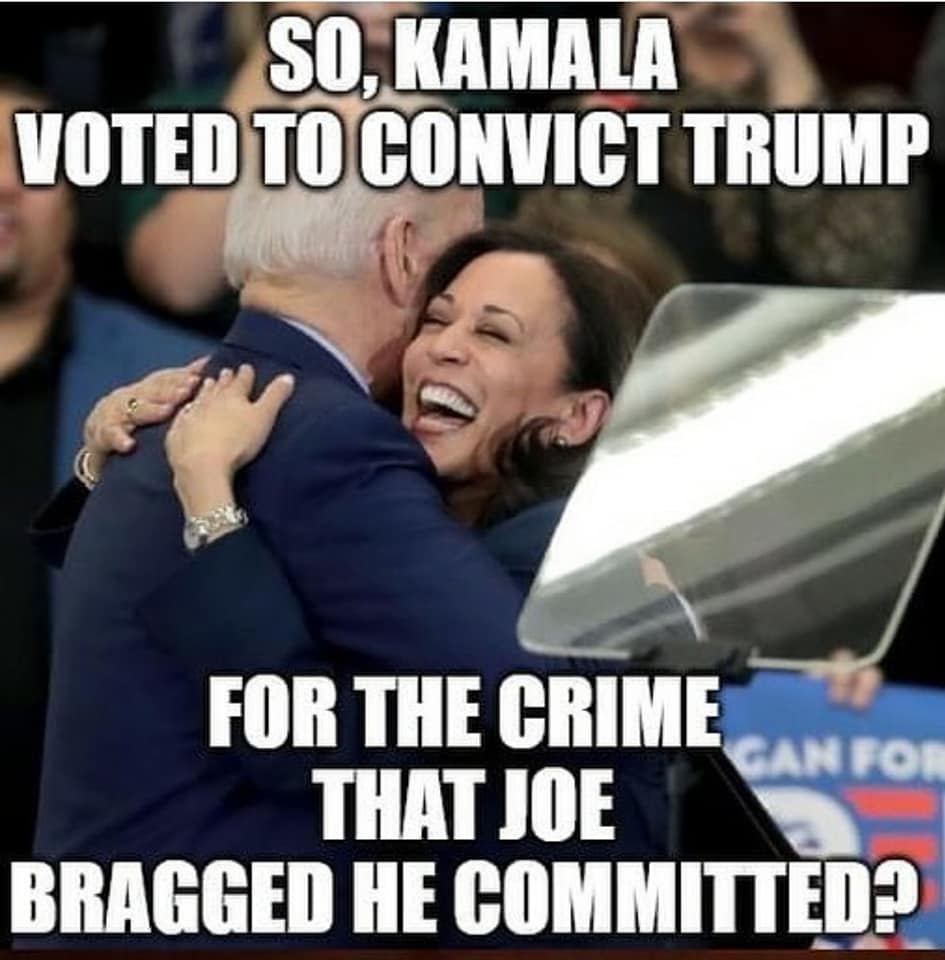 SO, KAMALA
VOTED TO CONVICT TRUMP
FOR THE CRIME
THAT JOE
BRAGGED HE COMMITTED?
GAN FOR